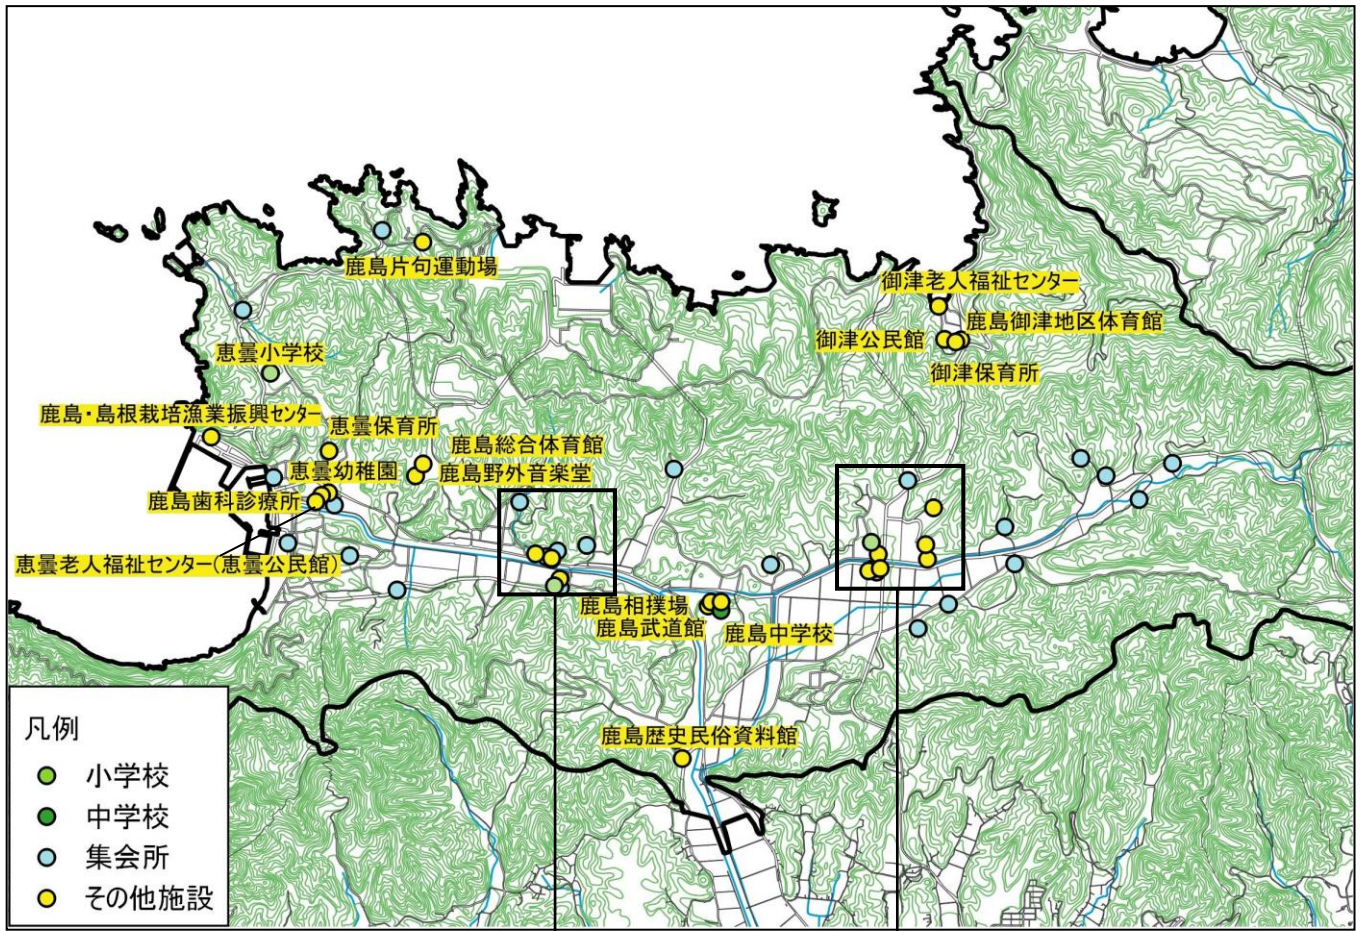 鹿島片句運動場
御津老人福祉センター
鹿島御津地区体育館
御津公民館
恵曇小学校
御津保育所
鹿島・島根栽培漁業振興センター
恵曇保育所
鹿島総合体育館
恵曇幼稚園
鹿島野外音楽堂
鹿島歯科診療所
恵曇老人福祉センター(恵曇公民館)
鹿島相撲場
鹿島武道館
鹿島中学校
鹿島歴史民俗資料館
凡例
小学校
中学校
集会所
その他施設